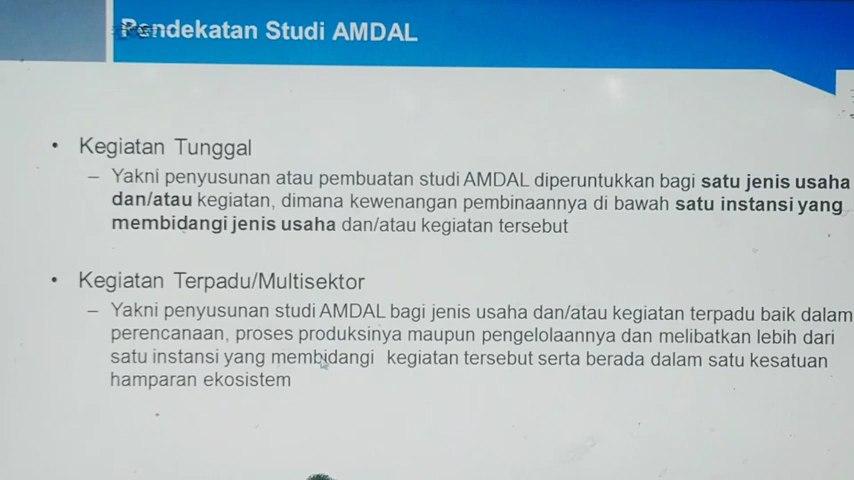 Pendekatan Studi AMDAL
• Kegiatan Tunggal
– Yakni penyusunan atau pembuatan studi AMDAL diperuntukkan bagi satu jenis usaha
dan/atau kegiatan, dimana kewenangan pembinaannya di bawah satu instansi yang
membidangi jenis usaha dan/atau kegiatan tersebut
• Kegiatan Terpadu/Multisektor
– Yakni penyusunan studi AMDAL bagi jenis usaha dan/atau kegiatan terpadu baik dalam
perencanaan, proses produksinya maupun pengelolaannya dan melibatkan lebih dari
satu instansi yang membidangi kegiatan tersebut serta berada dalam satu kesatuan
hamparan ekosistem